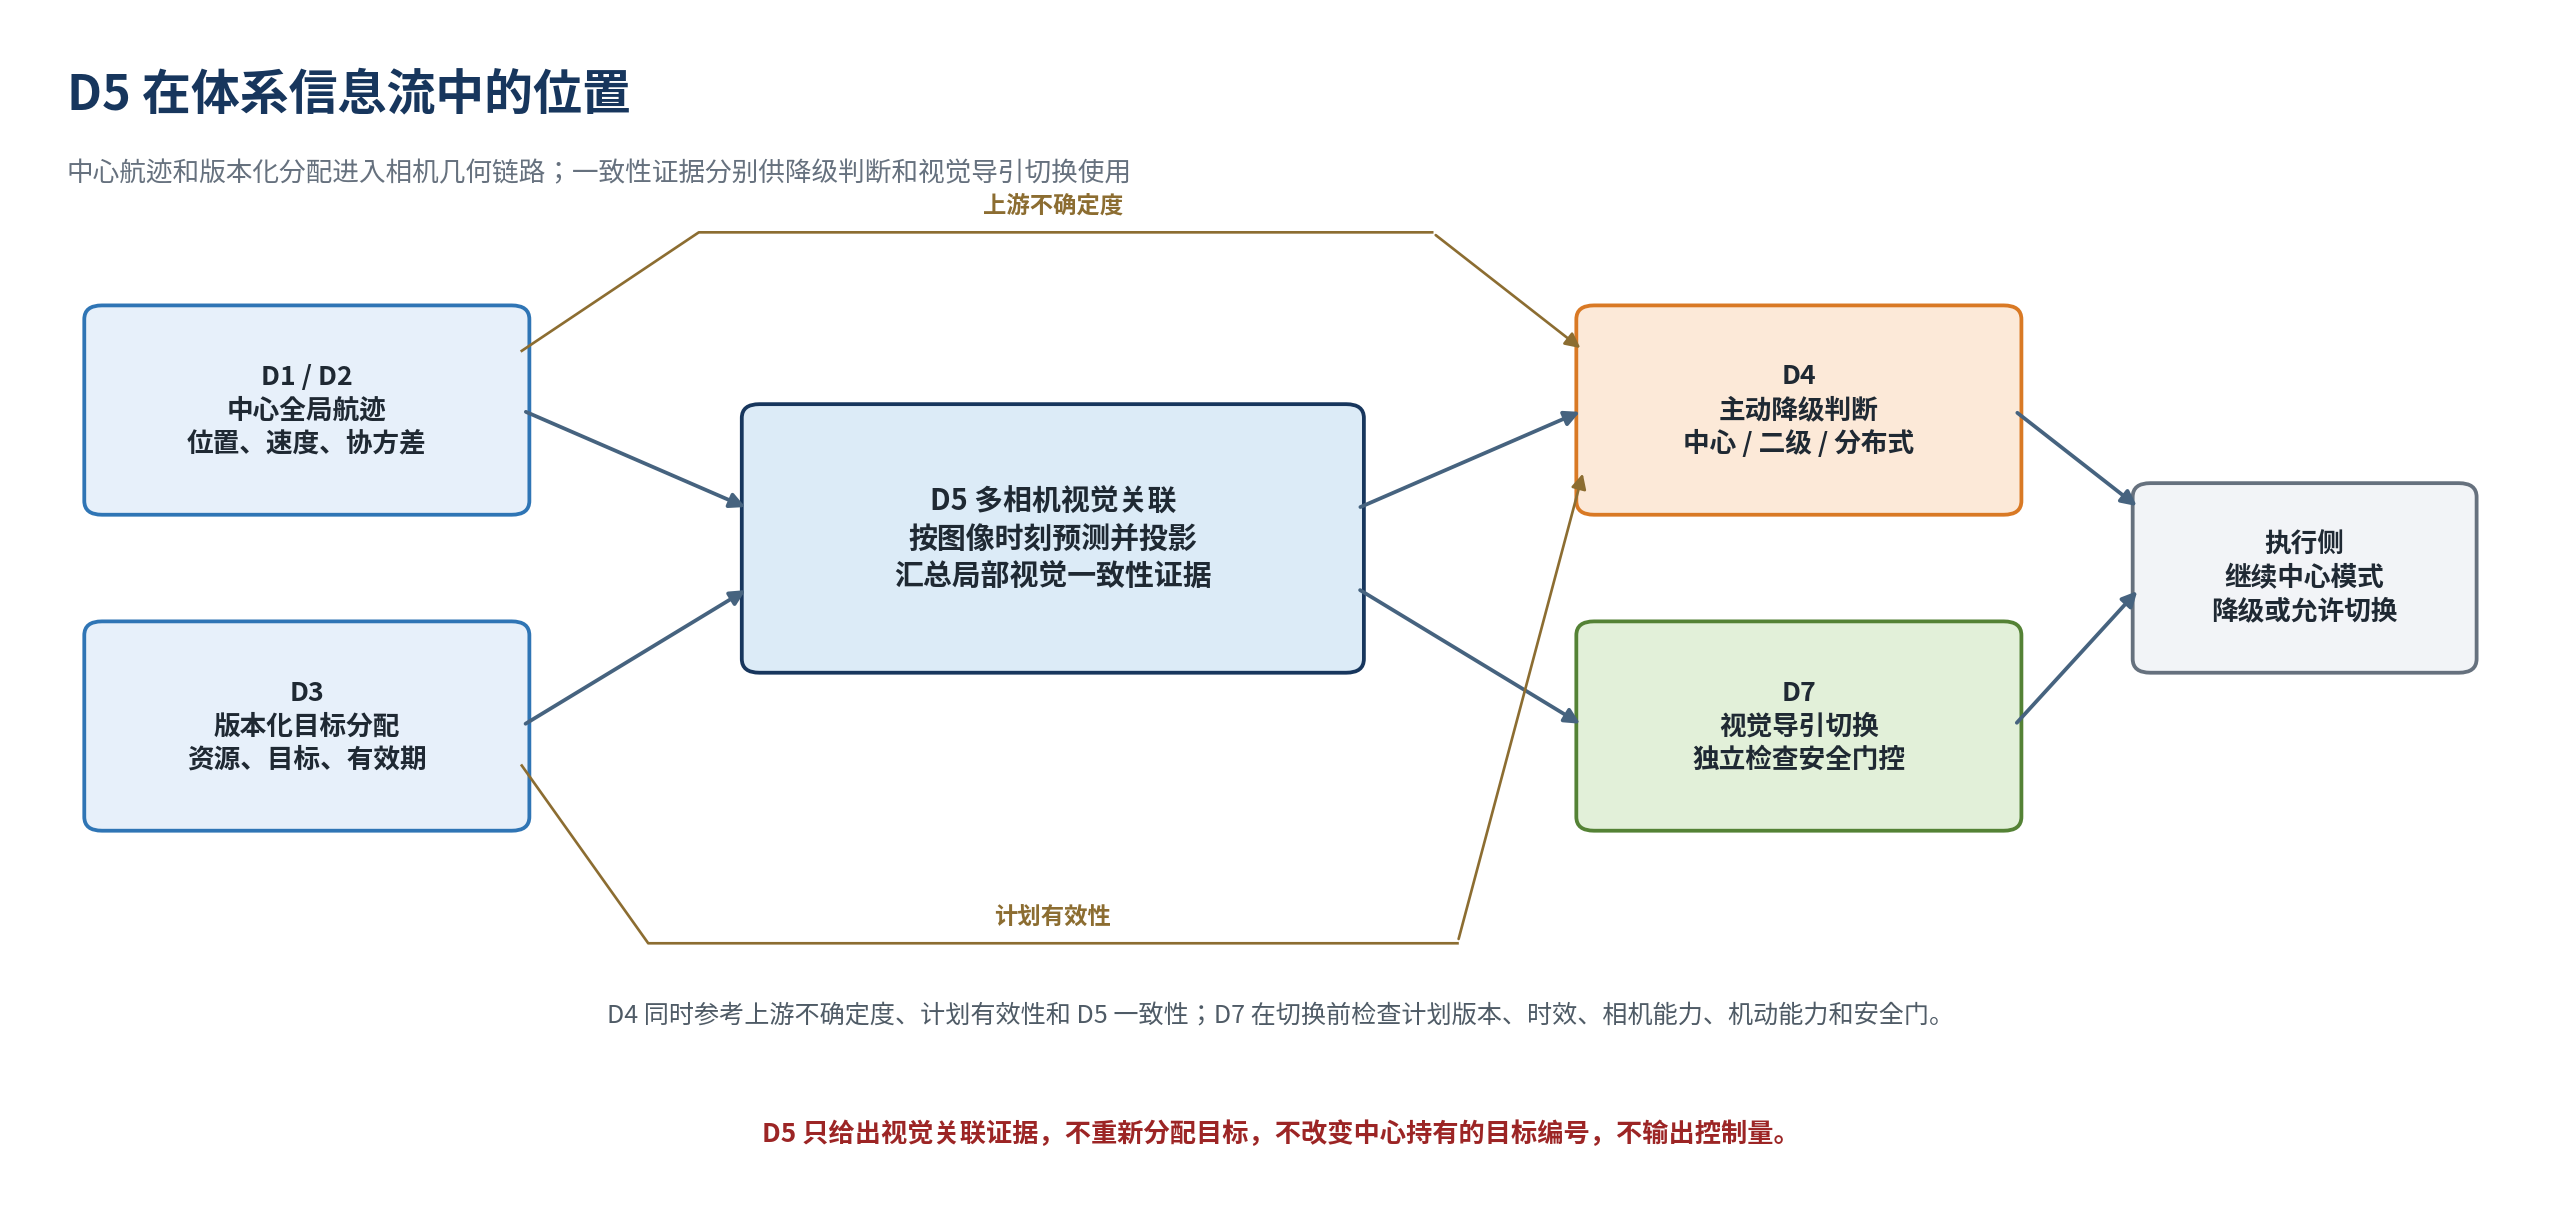 D5 在体系信息流中的位置
中心航迹和版本化分配进入相机几何链路；一致性证据分别供降级判断和视觉导引切换使用
上游不确定度
D1 / D2
中心全局航迹
位置、速度、协方差
D4
主动降级判断
中心 / 二级 / 分布式
D5 多相机视觉关联
按图像时刻预测并投影
汇总局部视觉一致性证据
执行侧
继续中心模式
降级或允许切换
D3
版本化目标分配
资源、目标、有效期
D7
视觉导引切换
独立检查安全门控
计划有效性
D4 同时参考上游不确定度、计划有效性和 D5 一致性；D7 在切换前检查计划版本、时效、相机能力、机动能力和安全门。
D5 只给出视觉关联证据，不重新分配目标，不改变中心持有的目标编号，不输出控制量。